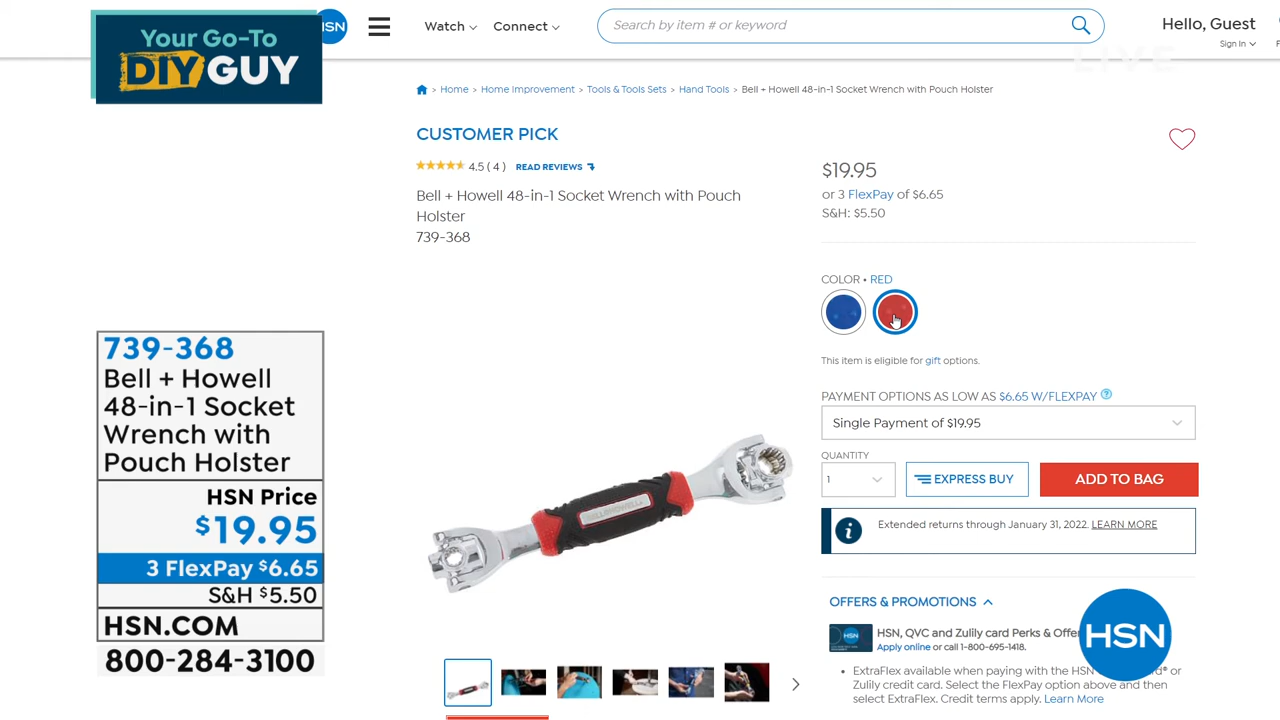 Your Go-To
DIY GUY
HSN
Watch
Connect
Search by item # or keyword
Hello, Guest
Sign In
LIVE
> Home > Home Improvement > Tools & Tools Sets > Hand Tools > Bell + Howell 48-in-1 Socket Wrench with Pouch Holster
CUSTOMER PICK
4.5 ( 4 ) READ REVIEWS
Bell + Howell 48-in-1 Socket Wrench with Pouch
Holster
739-368
$19.95
or 3 FlexPay of $6.65
S&H: $5.50
COLOR • RED
This item is eligible for gift options.
PAYMENT OPTIONS AS LOW AS $6.65 W/FLEXPAY ?
Single Payment of $19.95
QUANTITY
1
EXPRESS BUY
ADD TO BAG
Extended returns through January 31, 2022. LEARN MORE
OFFERS & PROMOTIONS
HSN
HSN, QVC and Zulily card Perks & Offe
Apply online or call 1-800-695-1418.
• ExtraFlex available when paying with the HSN or
Zulily credit card. Select the FlexPay option above and then
select ExtraFlex. Credit terms apply. Learn More
HSN
739-368
Bell + Howell
48-in-1 Socket
Wrench with
Pouch Holster
HSN Price
$19.95
3 FlexPay $6.65
S&H $5.50
HSN.COM
800-284-3100
BELL+HOWELL